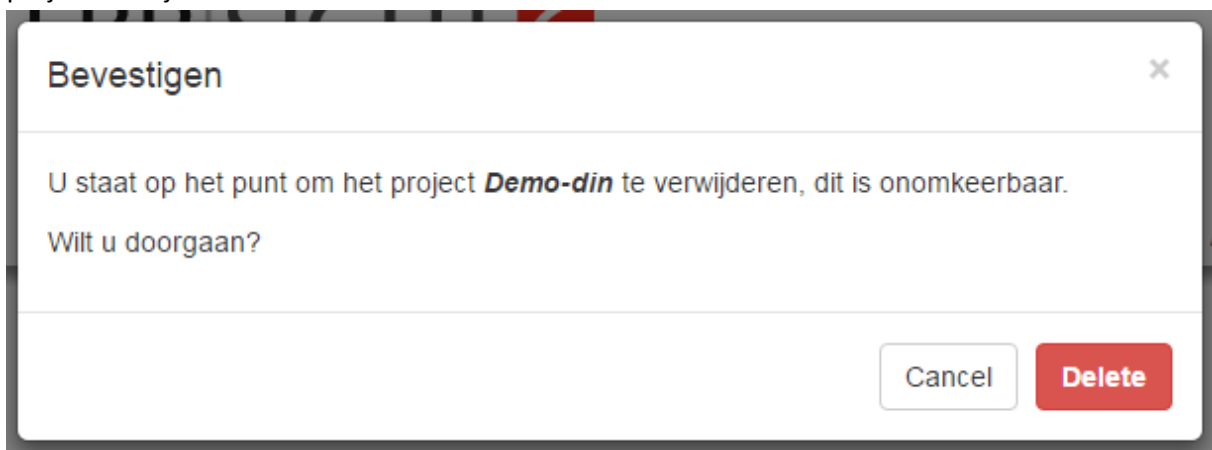 Bevestigen ×
U staat op het punt om het project Demo-din te verwijderen, dit is onomkeerbaar.
Wilt u doorgaan?
Cancel Delete